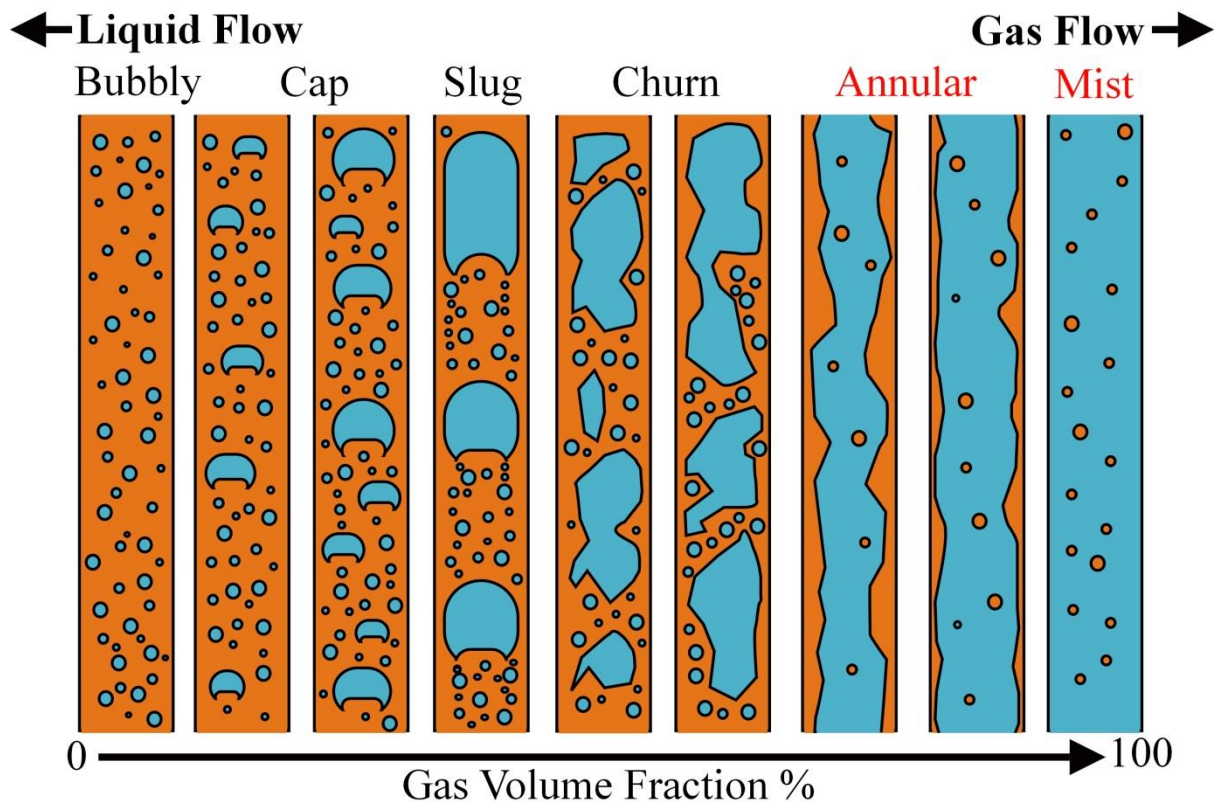 Liquid Flow
Gas Flow
Bubbly Cap Slug Churn Annular Mist
0
100
Gas Volume Fraction %